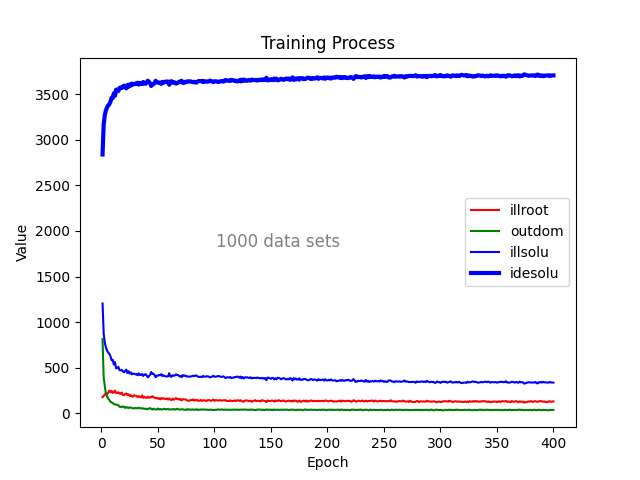 Training Process
Value
3500
3000
2500
2000
1500
1000
500
0
1000 data sets
illroot
outdom
illsolu
idesolu
0 50 100 150 200 250 300 350 400
Epoch